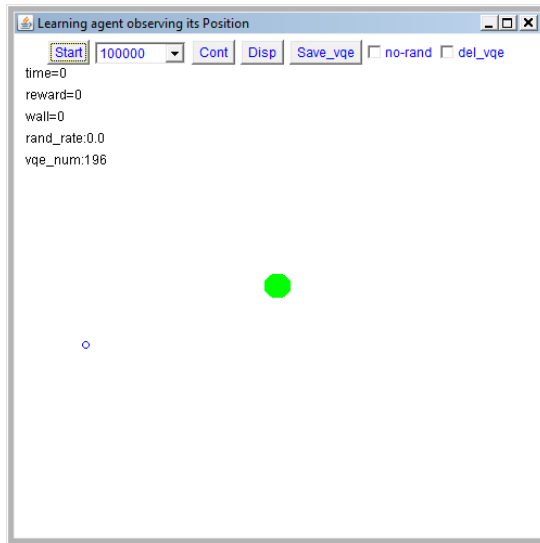 Learning agent observing its Position
Start 100000 Cont Disp Save_vqe no-rand del_vqe
time=0
reward=0
wall=0
rand_rate:0.0
vqe_num:196